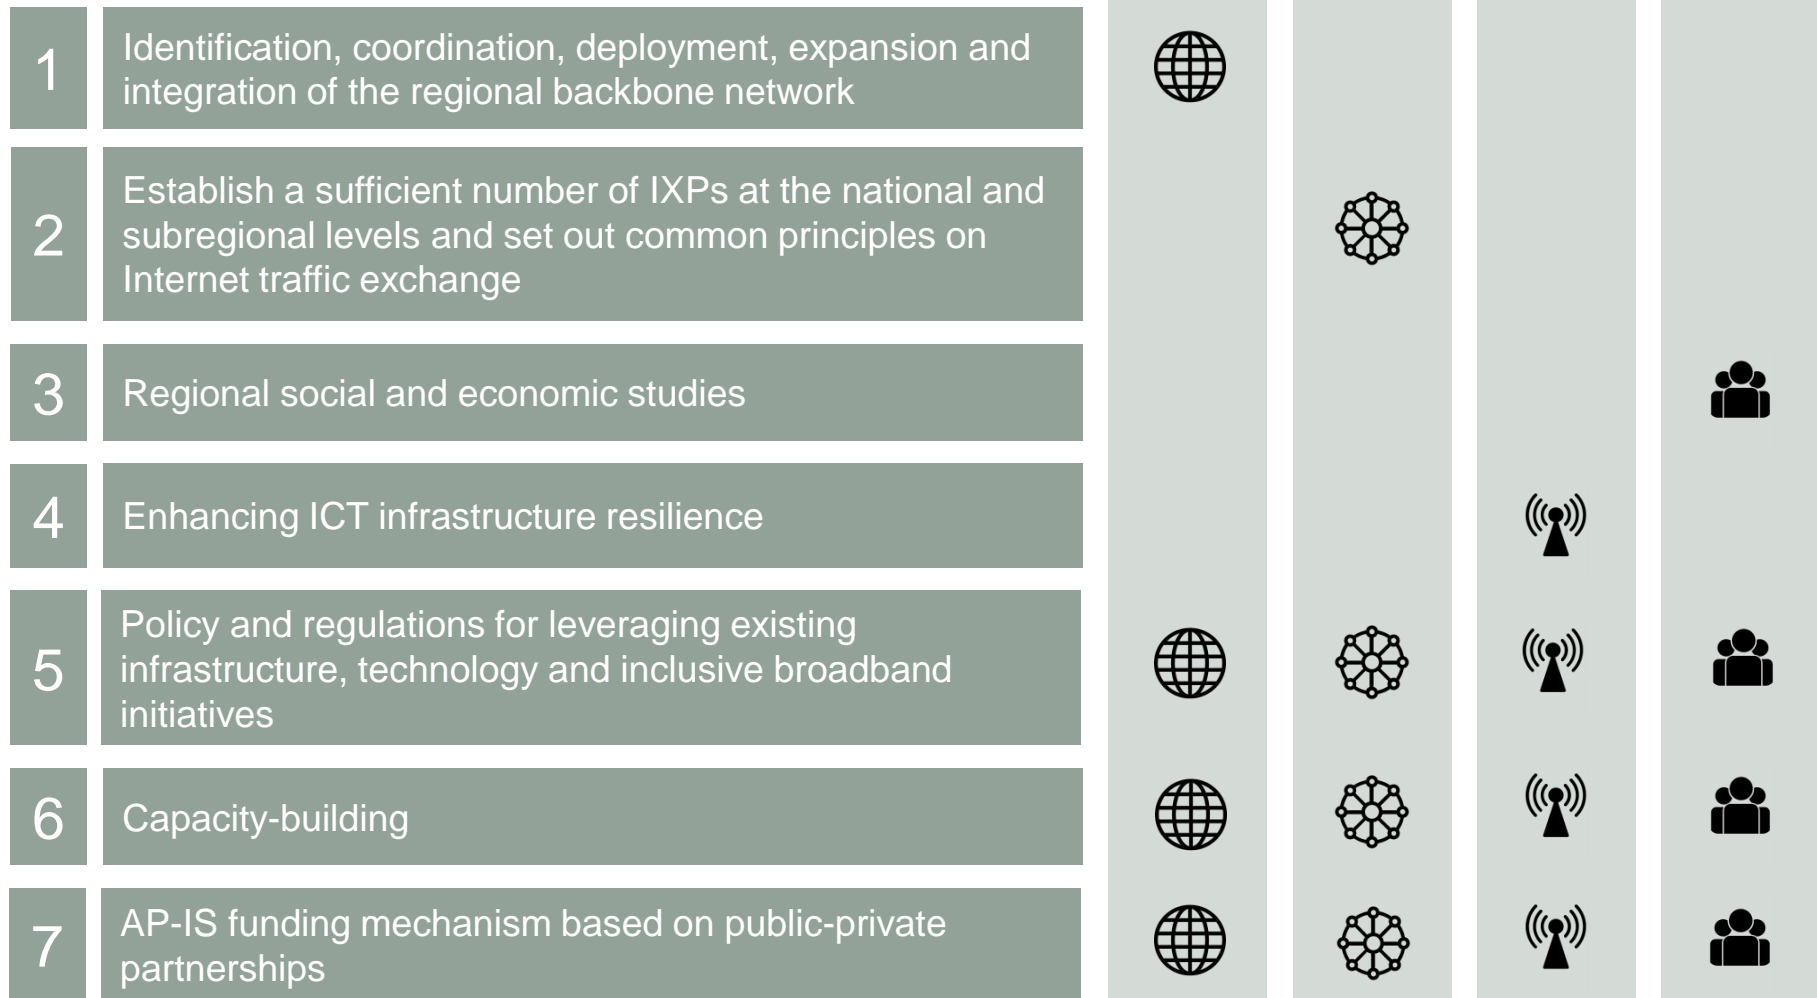 1
Identification, coordination, deployment, expansion and
integration of the regional backbone network
2
Establish a sufficient number of IXPs at the national and
subregional levels and set out common principles on
Internet traffic exchange
3
Regional social and economic studies
4
Enhancing ICT infrastructure resilience
5
Policy and regulations for leveraging existing
infrastructure, technology and inclusive broadband
initiatives
6
Capacity-building
7
AP-IS funding mechanism based on public-private
partnerships